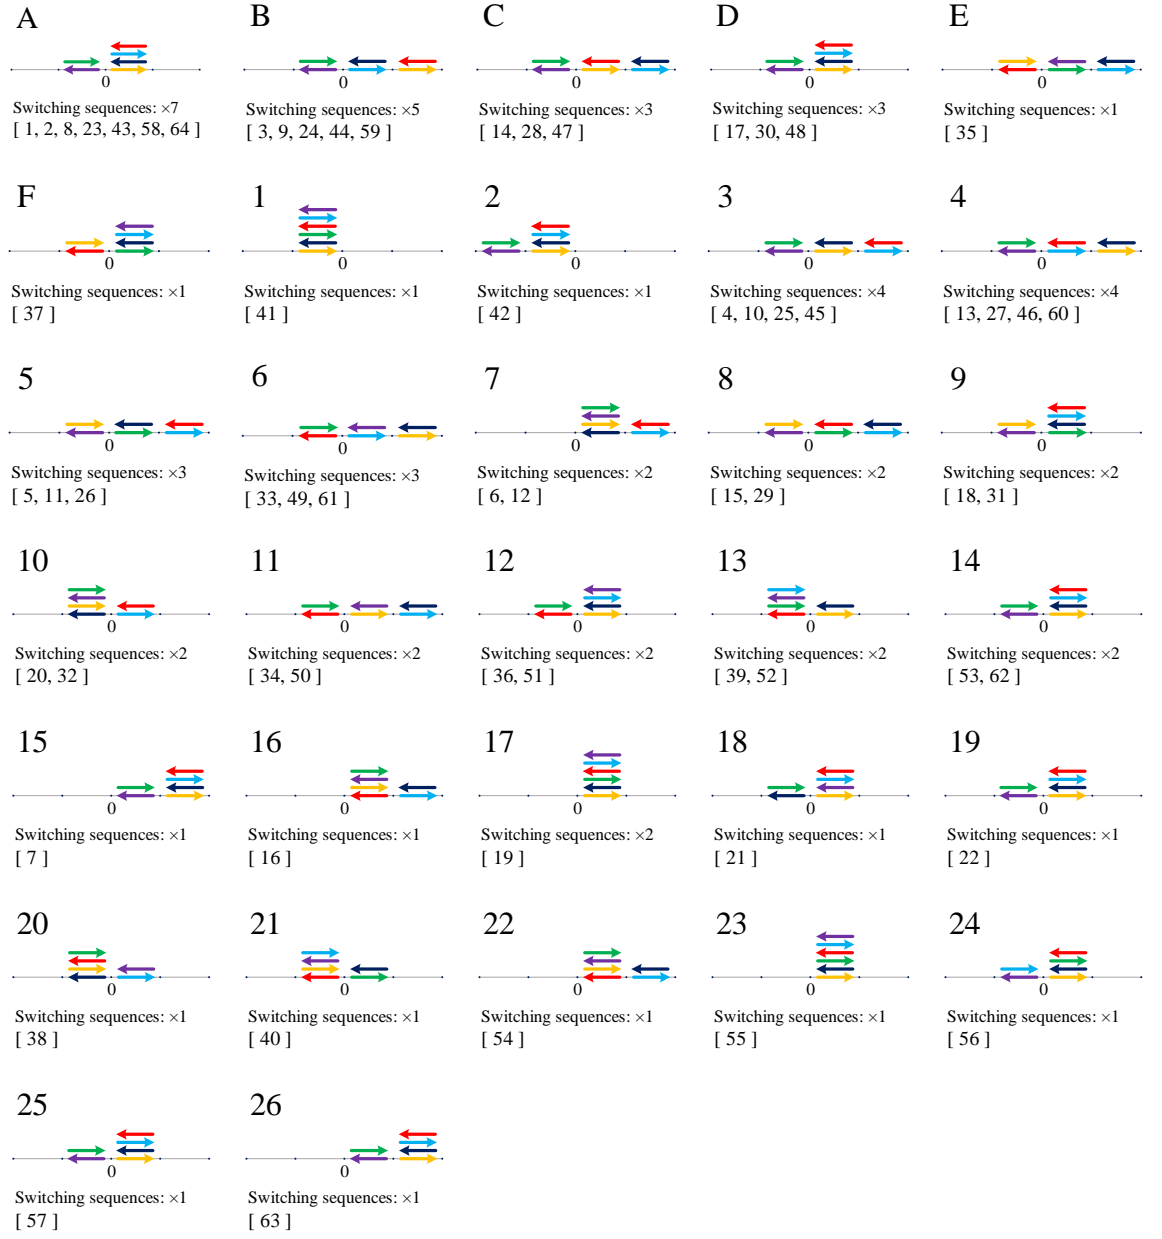 A B C D E
0 0 0 0 0
Switching sequences: ×7 Switching sequences: ×5 Switching sequences: ×3 Switching sequences: ×3 Switching sequences: ×1
[ 1, 2, 8, 23, 43, 58, 64 ] [ 3, 9, 24, 44, 59 ] [ 14, 28, 47 ] [ 17, 30, 48 ] [ 35 ]
F 1 2 3 4
0 0 0 0 0
Switching sequences: ×1 Switching sequences: ×1 Switching sequences: ×1 Switching sequences: ×4 Switching sequences: ×4
[ 37 ] [ 41 ] [ 42 ] [ 4, 10, 25, 45 ] [ 13, 27, 46, 60 ]
5 6 7 8 9
0 0 0 0 0
Switching sequences: ×3 Switching sequences: ×3 Switching sequences: ×2 Switching sequences: ×2 Switching sequences: ×2
[ 5, 11, 26 ] [ 33, 49, 61 ] [ 6, 12 ] [ 15, 29 ] [ 18, 31 ]
10 11 12 13 14
0 0 0 0 0
Switching sequences: ×2 Switching sequences: ×2 Switching sequences: ×2 Switching sequences: ×2 Switching sequences: ×2
[ 20, 32 ] [ 34, 50 ] [ 36, 51 ] [ 39, 52 ] [ 53, 62 ]
15 16 17 18 19
0 0 0 0 0
Switching sequences: ×1 Switching sequences: ×1 Switching sequences: ×2 Switching sequences: ×1 Switching sequences: ×1
[ 7 ] [ 16 ] [ 19 ] [ 21 ] [ 22 ]
20 21 22 23 24
0 0 0 0 0
Switching sequences: ×1 Switching sequences: ×1 Switching sequences: ×1 Switching sequences: ×1 Switching sequences: ×1
[ 38 ] [ 40 ] [ 54 ] [ 55 ] [ 56 ]
25 26
0 0
Switching sequences: ×1 Switching sequences: ×1
[ 57 ] [ 63 ]